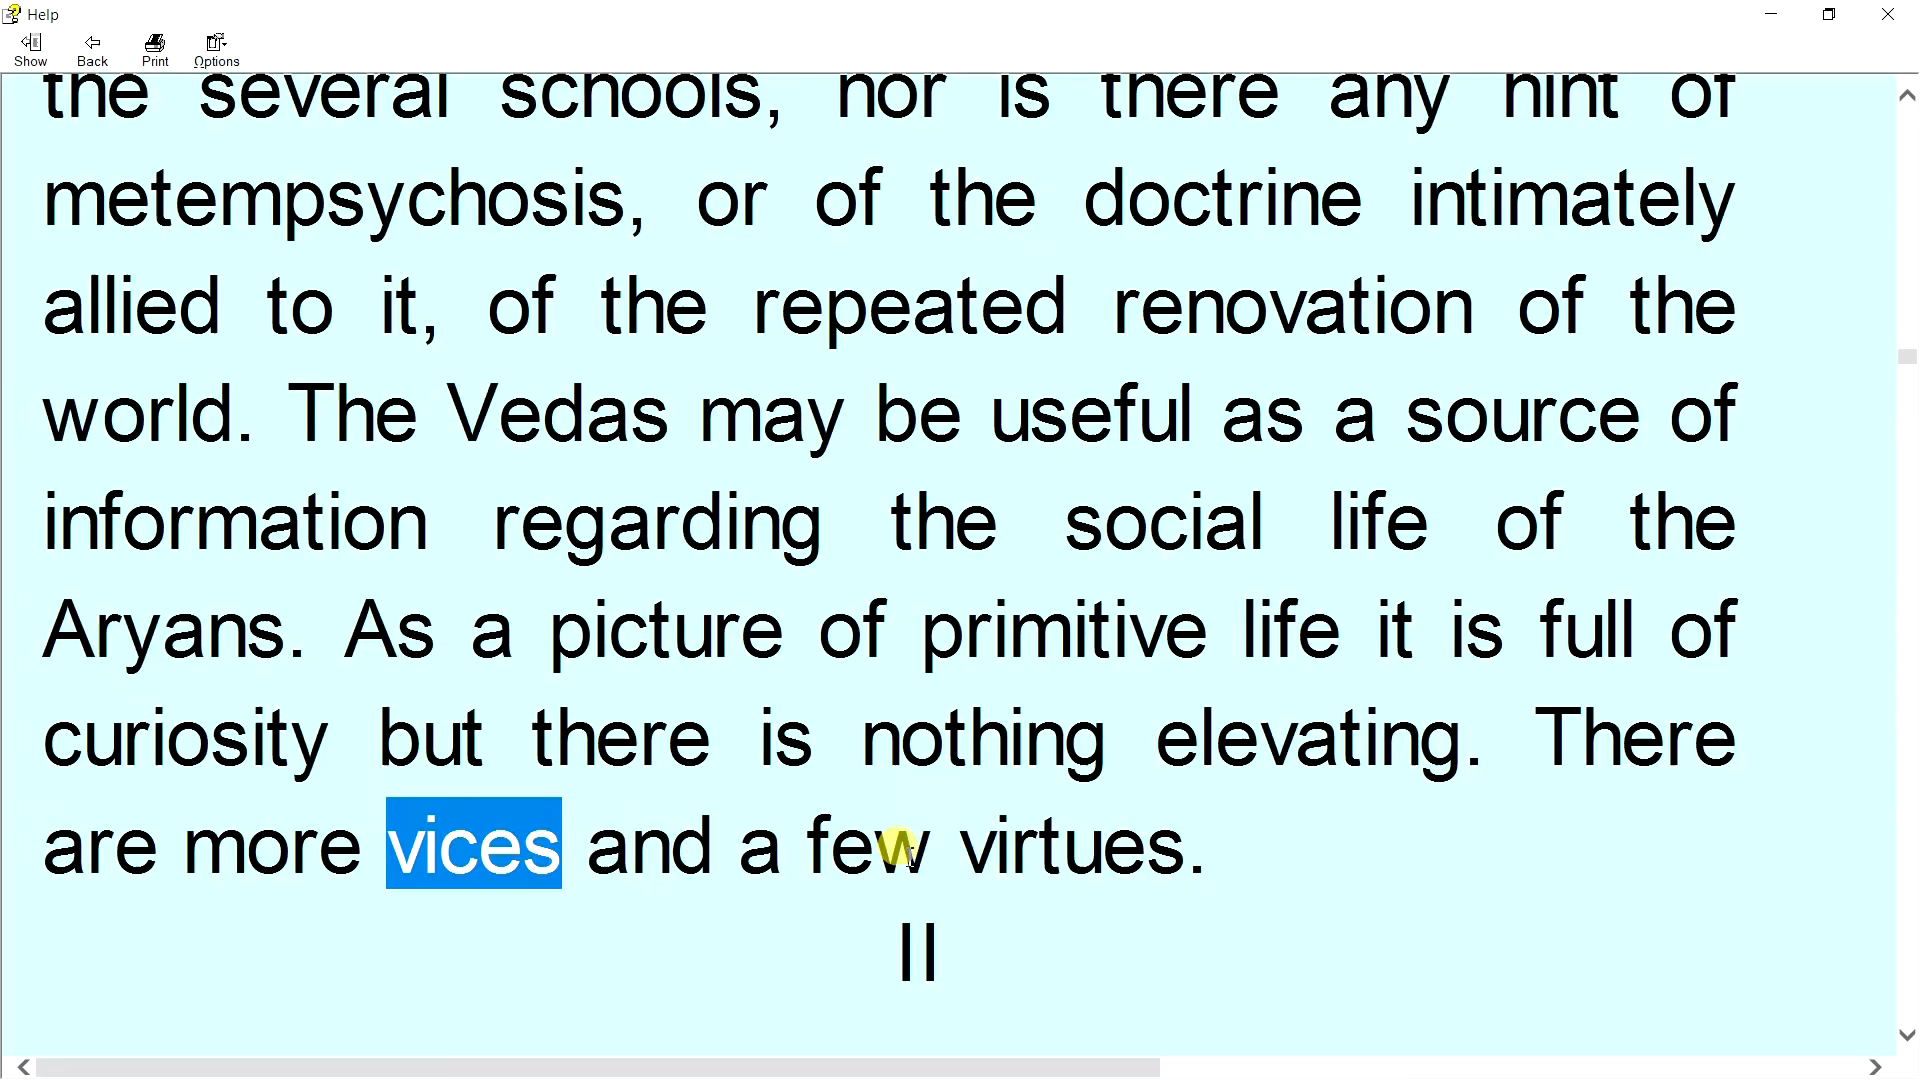 Help
Show Back Print Options
the several schools, nor is there any hint of
metempsychosis, or of the doctrine intimately
allied to it, of the repeated renovation of the
world. The Vedas may be useful as a source of
information regarding the social life of the
Aryans. As a picture of primitive life it is full of
curiosity but there is nothing elevating. There
are more vices and a few virtues.
II